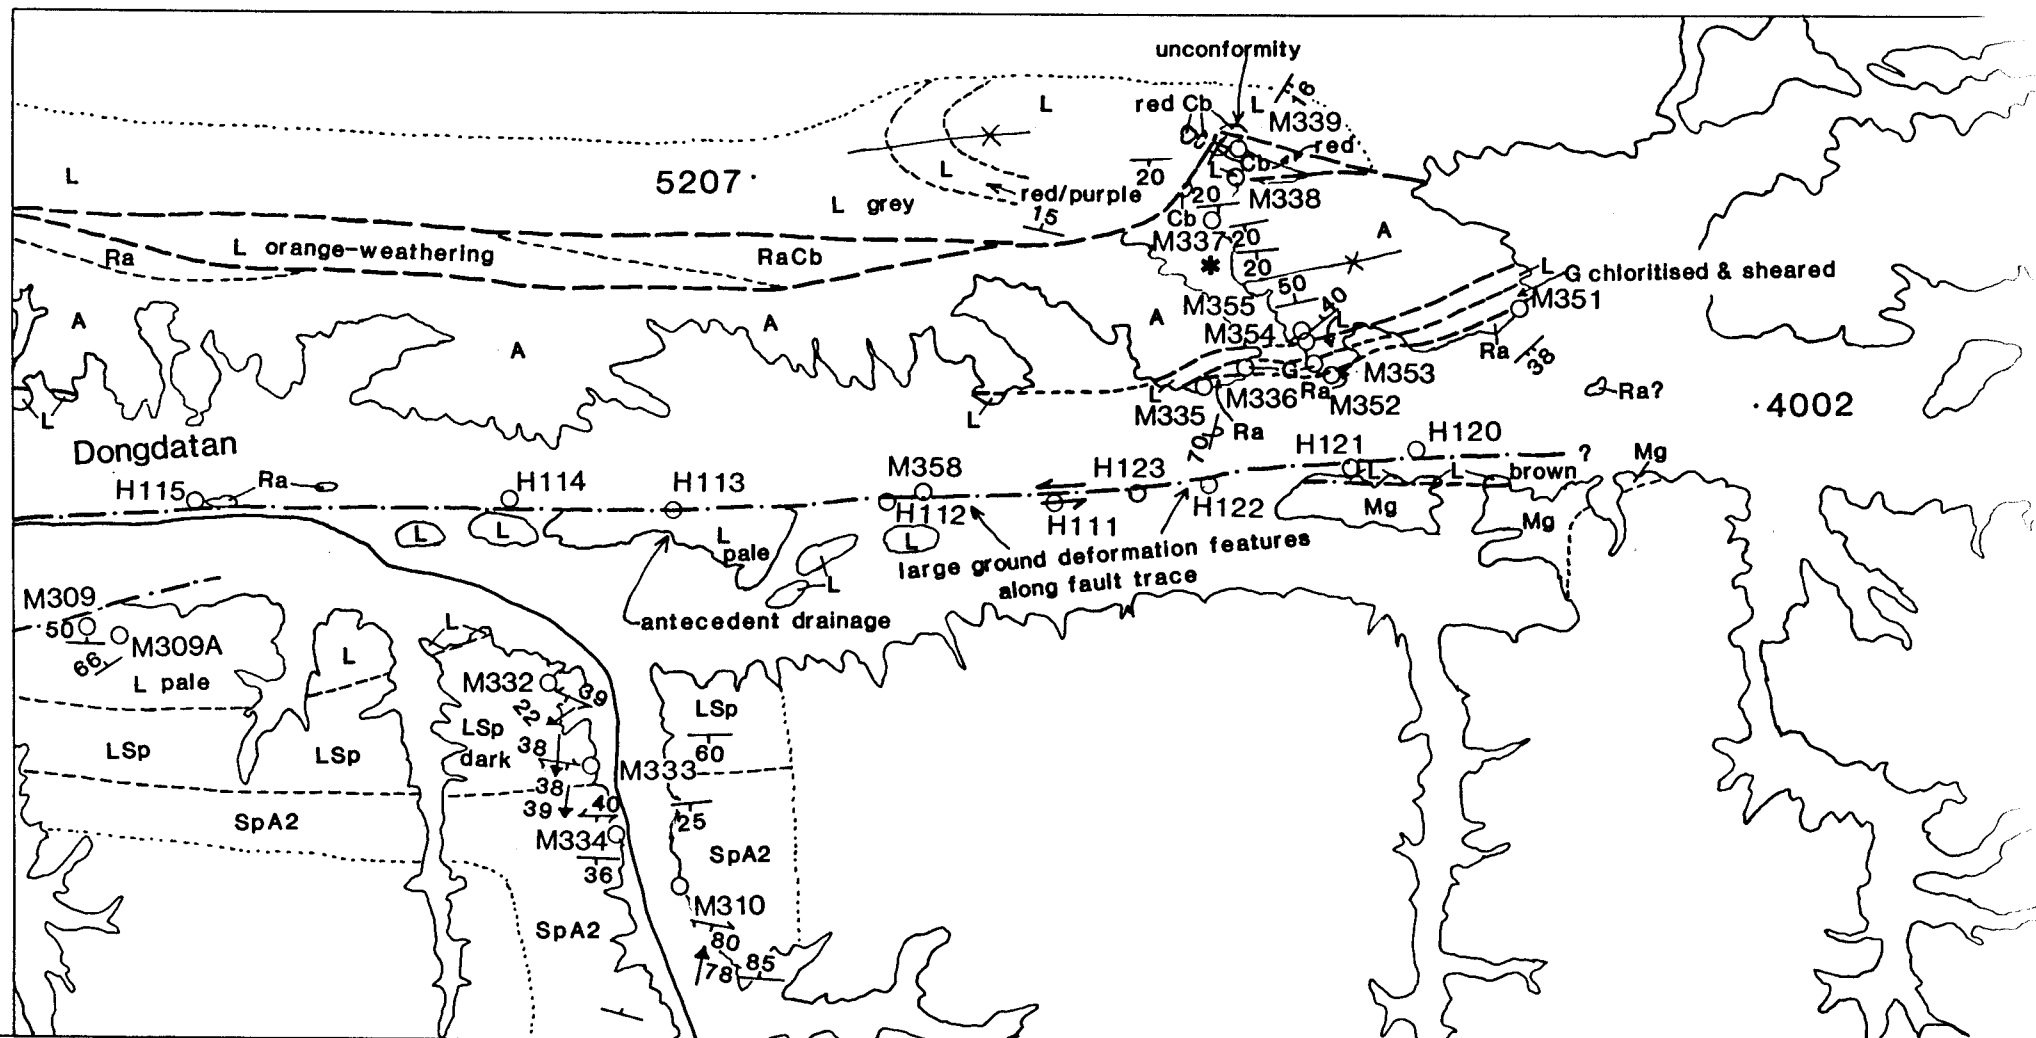 unconformity
L
red Cb
L
18
M339
red
L
5207
L
20
L
Cb
red/purple
20
M338
L grey
15
Cb
M337
20
A
Ra
L orange-weathering
RaCb
20
L
G chloritised & sheared
50
40
M351
A
A
A
A
M355
L
M354
Ra
38
G
M353
L
L
L
M335
M336
Ra
M352
Ra?
4002
Dongdatan
70
Ra
H121
H120
?
Mg
H115
Ra
H114
H113
M358
H123
L
L
brown
H112
H111
H122
Mg
Mg
L
L
L
pale
L
large ground deformation features
along fault trace
L
M309
antecedent drainage
50
M309A
L
66
L pale
L
M332
39
22
LSp
LSp
LSp
LSp
dark
38
60
M333
38
39
40
25
SpA2
M334
SpA2
36
M310
SpA2
80
78
85